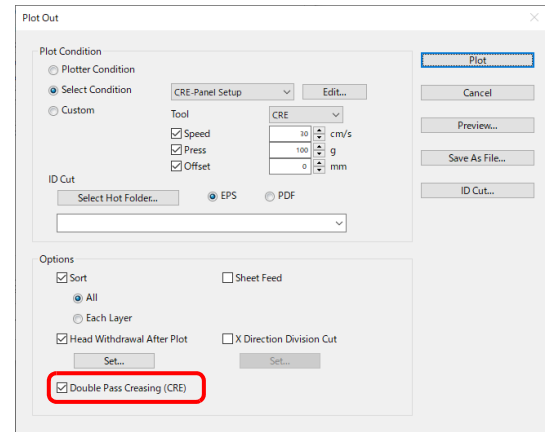 Plot Out
Plot Condition
Plotter Condition
Select Condition CRE-Panel Setup Edit...
Custom Tool CRE
Speed 30 cm/s
Press 100 g
Offset 0 mm
ID Cut
Select Hot Folder... EPS PDF
Plot
Cancel
Preview...
Save As File...
ID Cut...
Options
Sort Sheet Feed
All
Each Layer
Head Withdrawal After Plot X Direction Division Cut
Set... Set...
Double Pass Creasing (CRE)